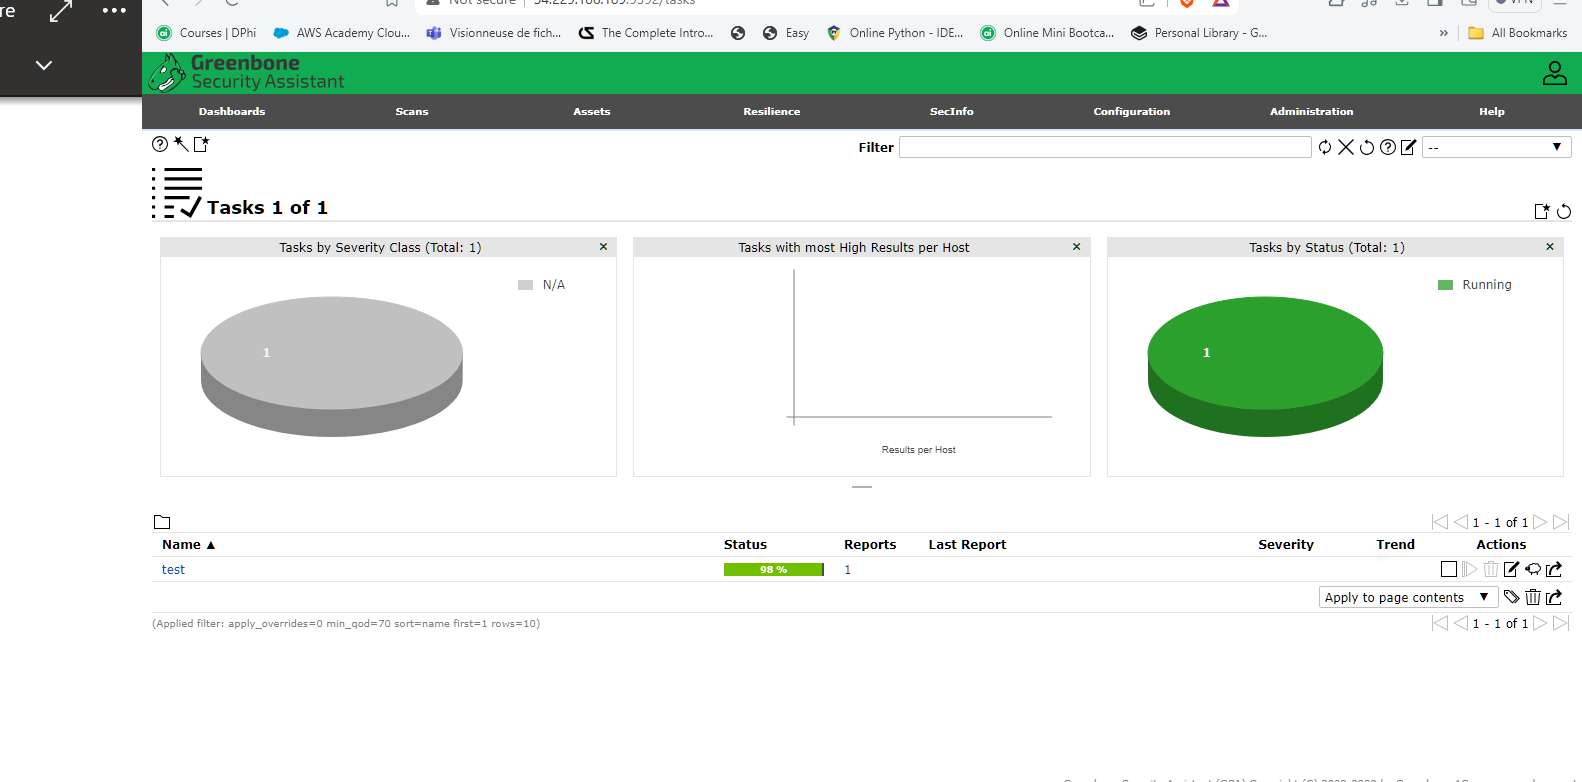 re
Not secure
Courses | DPhi
AWS Academy Clou...
Visionneuse de fich...
The Complete Intro...
Easy
Online Python - IDE...
Online Mini Bootca...
Personal Library - G...
»
All Bookmarks
Greenbone
Security Assistant
Dashboards
Scans
Assets
Resilience
SecInfo
Configuration
Administration
Help
Filter
--
Tasks 1 of 1
Tasks by Severity Class (Total: 1)
N/A
1
Tasks with most High Results per Host
Results per Host
Tasks by Status (Total: 1)
Running
1
1 - 1 of 1
Name ▲ Status Reports Last Report Severity Trend Actions
test 98 % 1
Apply to page contents ▼
(Applied filter: apply_overrides=0 min_qod=70 sort=name first=1 rows=10)
1 - 1 of 1